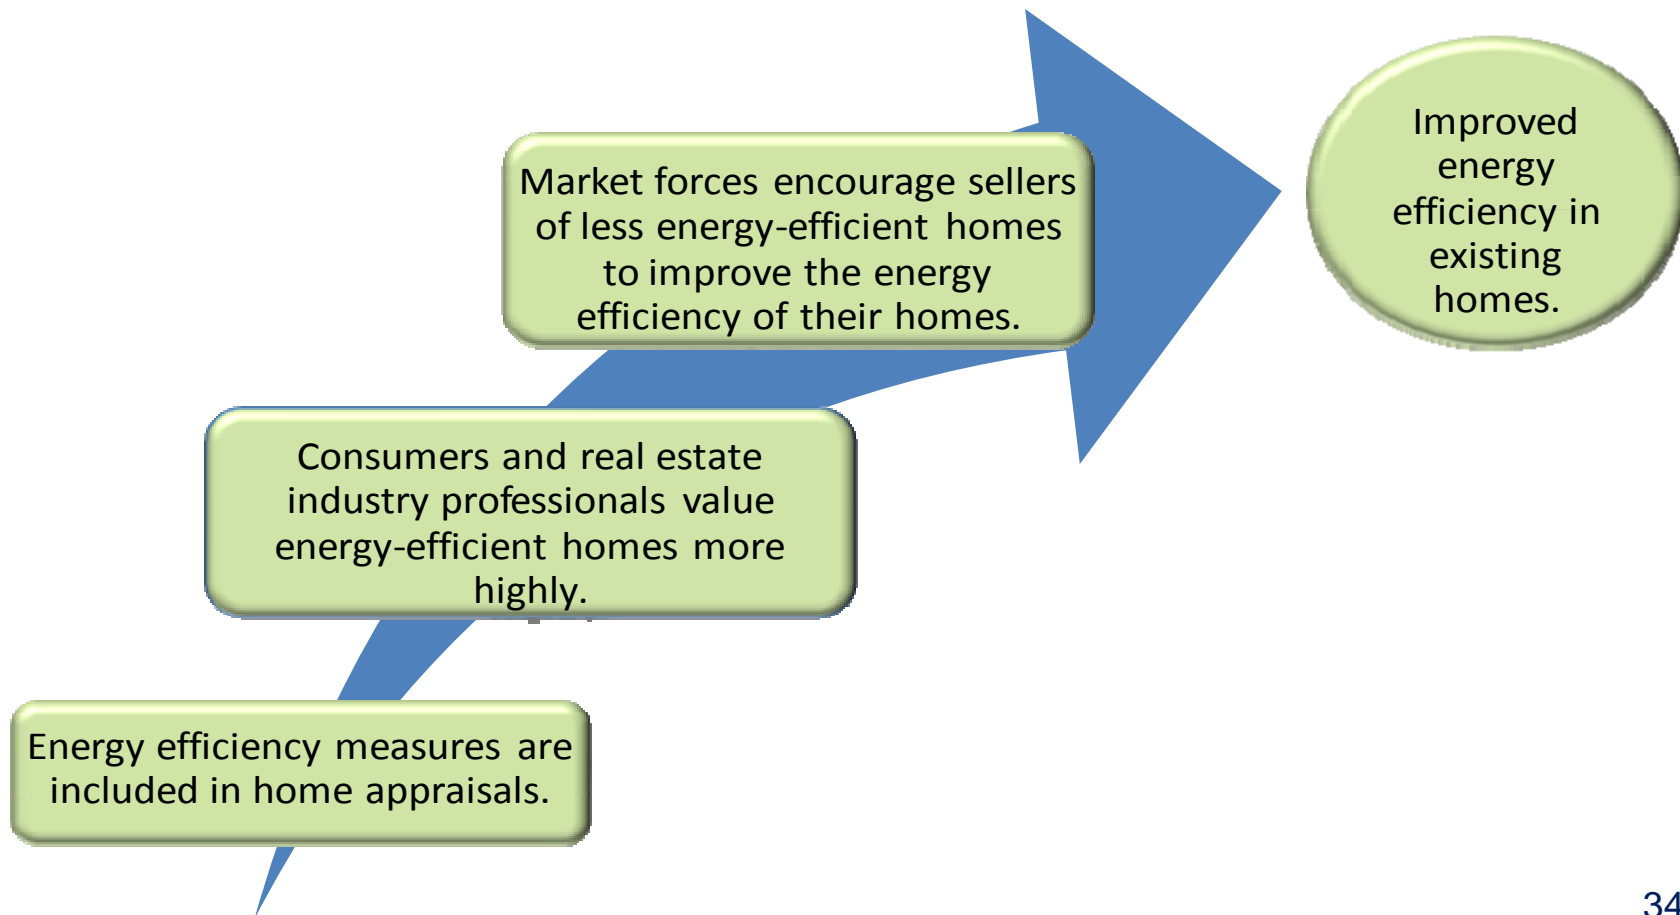 Improved
energy
efficiency in
existing
homes.
Market forces encourage sellers
of less energy-efficient homes
to improve the energy
efficiency of their homes.
Consumers and real estate
industry professionals value
energy-efficient homes more
highly.
Energy efficiency measures are
included in home appraisals.
34